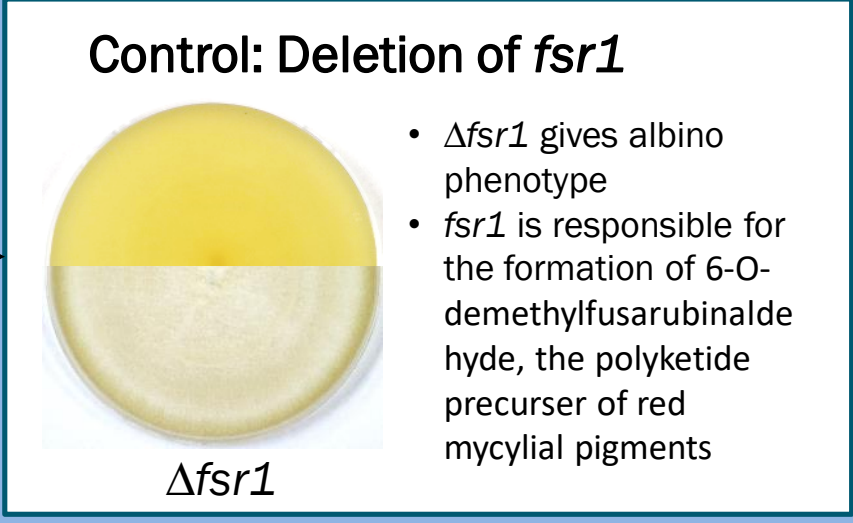 Control: Deletion of fsr1
• Δfsr1 gives albino
phenotype
• fsr1 is responsible for
the formation of 6-O-
demethylfusarubinalde
hyde, the polyketide
precurser of red
mycylial pigments
Δfsr1